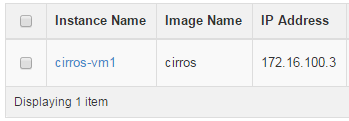 Instance Name Image Name IP Address
cirros-vm1 cirros 172.16.100.3
Displaying 1 item